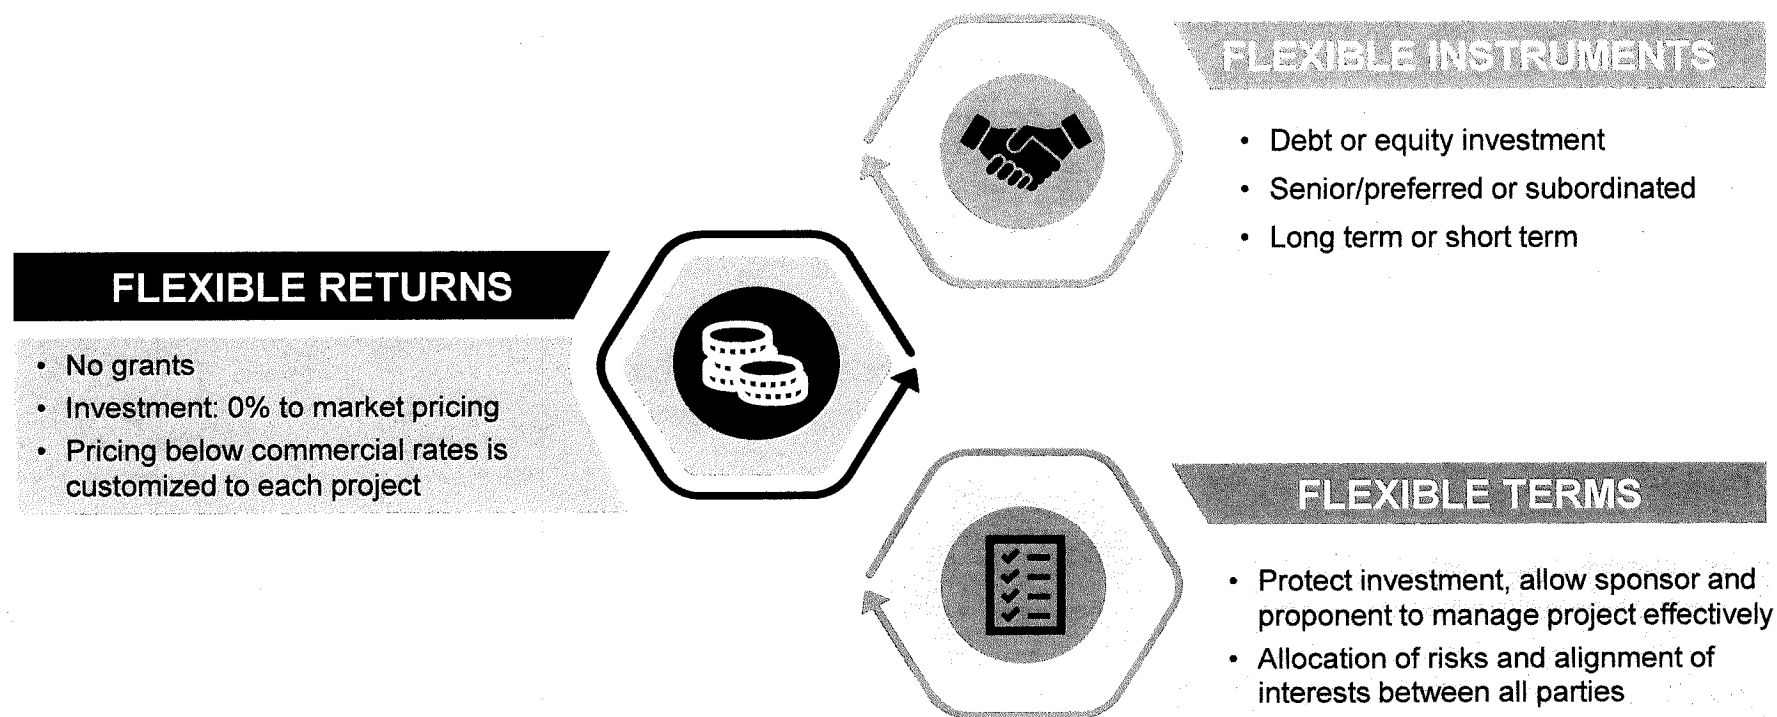 FLEXIBLE INSTRUMENTS
• Debt or equity investment
• Senior/preferred or subordinated
• Long term or short term
FLEXIBLE RETURNS
• No grants
• Investment: 0% to market pricing
• Pricing below commercial rates is
customized to each project
FLEXIBLE TERMS
• Protect investment, allow sponsor and
proponent to manage project effectively
• Allocation of risks and alignment of
interests between all parties